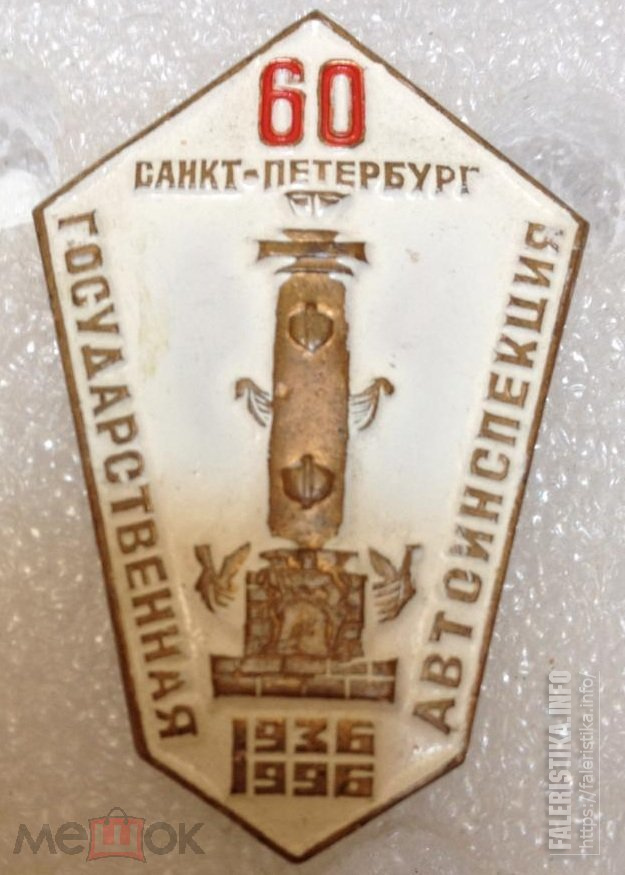 60
САНКТ-ПЕТЕРБУРГ
ГОСУДАРСТВЕННАЯ
АВТОИНСПЕКЦИЯ
1936
1996
МЕШОК
FALERISTIKA.INFO
https://faleristika.info/